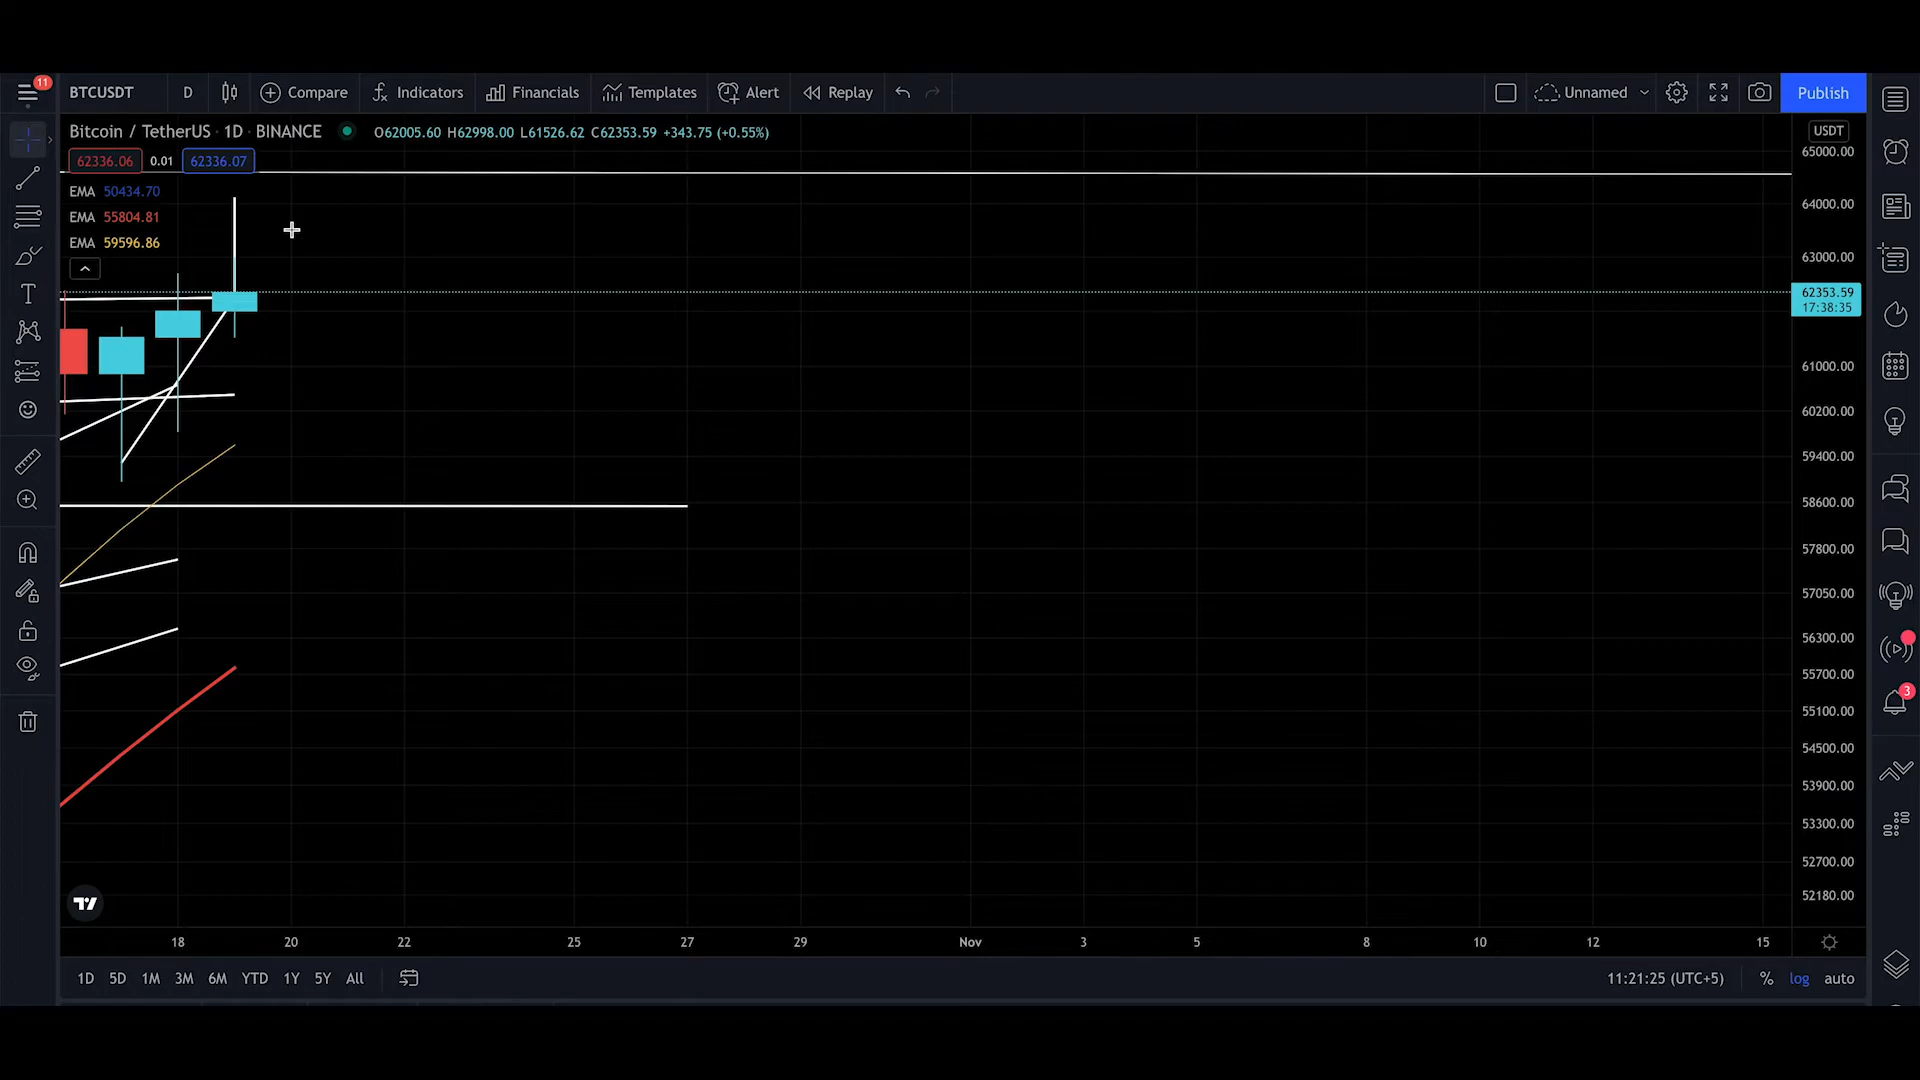 11
BTCUSDT D Compare Indicators Financials Templates Alert Replay Unnamed Publish
Bitcoin / TetherUS · 1D · BINANCE O62005.60 H62998.00 L61526.62 C62353.59 +343.75 (+0.55%)
USDT
62336.06 0.01 62336.07
EMA 50434.70
EMA 55804.81
EMA 59596.86
65000.00
64000.00
63000.00
62353.59
17:38:35
61000.00
60200.00
59400.00
58600.00
57800.00
57050.00
56300.00
55700.00
55100.00
54500.00
53900.00
53300.00
52700.00
52180.00
3
18 20 22 25 27 29 Nov 3 5 8 10 12 15
1D 5D 1M 3M 6M YTD 1Y 5Y All 11:21:25 (UTC+5) % log auto